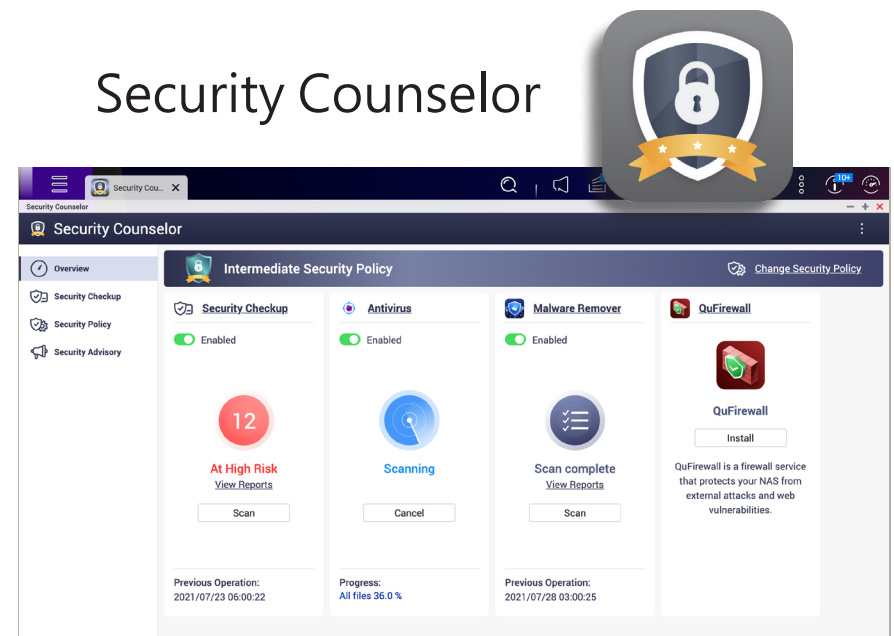 Security Counselor
Security Cou...
10+
Security Counselor
Security Counselor
Overview
Security Checkup
Security Policy
Security Advisory
Intermediate Security Policy
Change Security Policy
Security Checkup
Enabled
12
At High Risk
View Reports
Scan
Previous Operation:
2021/07/23 06:00:22
Antivirus
Enabled
Scanning
Cancel
Progress:
All files 36.0 %
Malware Remover
Enabled
Scan complete
View Reports
Scan
Previous Operation:
2021/07/28 03:00:25
QuFirewall
QuFirewall
Install
QuFirewall is a firewall service
that protects your NAS from
external attacks and web
vulnerabilities.